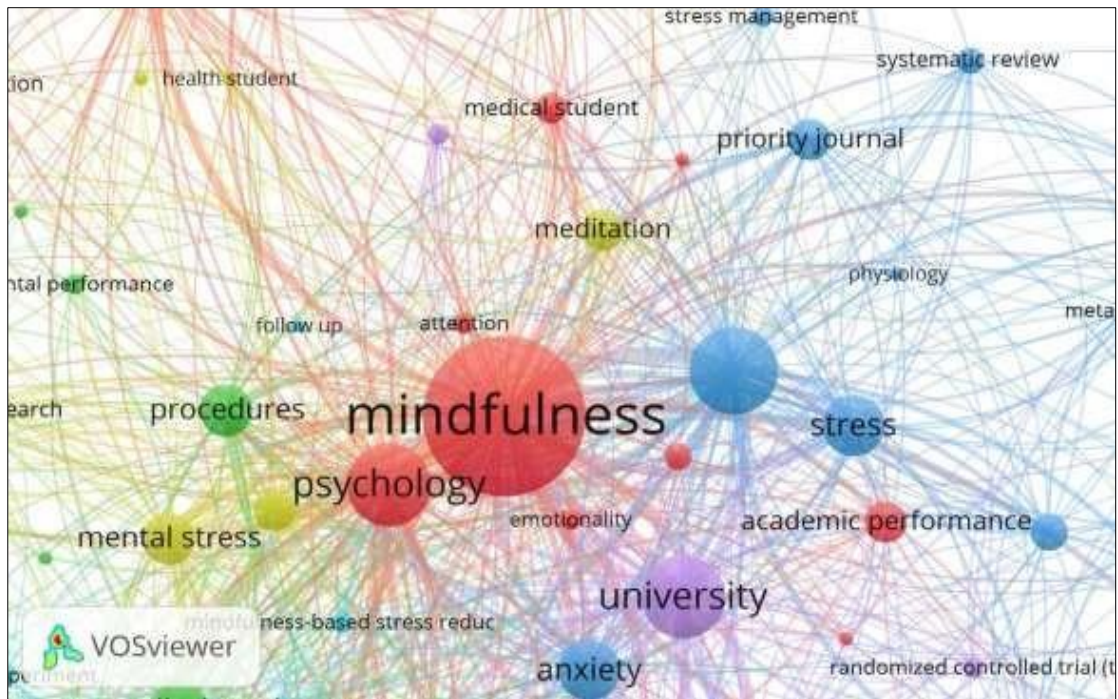 stress management
systematic review
ion
health student
medical student
priority journal
meditation
physiology
ntal performance
meta
follow up
attention
earch
procedures
mindfulness
stress
psychology
emotionality
academic performance
mental stress
university
mindfulness-based stress reduc
VOSviewer
anxiety
randomized controlled trial (t
periment